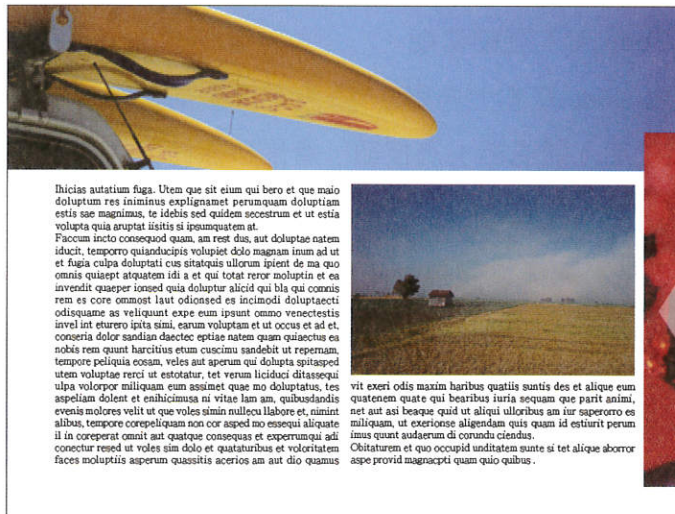 Ihicias autatium fuga. Utem que sit eium qui bero et que maio
doluptum res iniminus explignamet perumquam doluptiam
estis sae magnimus, te idebis sed quidem secestrum et ut estia
volupta quia aruptat iisitis si ipsumquatem at.
Faccum incto consequod quam, am rest dus, aut doluptae natem
iducit, temporro quianducipis volupiet dolo magnam inum ad ut
et fugia culpa doluptati cus sitatquis ullorum ipient de ma quo
omnis quiaept atquatem idi a et qui totat reror moluptin et ea
invendit quaeper ionsed quia doluptur alicid qui bla qui comnis
rem es core ommost laut odionsed es incimodi doluptaecti
odisquame as veliquunt expe eum ipsunt ommo venectestis
invel int eturero ipita simi, earum voluptam et ut occus et ad et,
conseria dolor sandian daectec eptiae natem quam quiaectus ea
nobis rem quunt harcitius etum cuscimu sandebit ut repernam,
tempore peliquia eosam, veles aut aperum qui dolupta spitasped
utem voluptae rerci ut estotatur, tet verum liciduci ditassequi
ulpa volorpor miliquam eum assimet quae mo doluptatus, tes
aspeliam dolent et enihicimusa ni vitae lam am, quibusdandis
evenis molores velit ut que voles simin nullecu llabore et, nimint
alibus, tempore corepeliquam non cor asped mo essequi aliquate
il in coreperat omnit aut quatque consequas et experrumqui adi
conectur resed ut voles sim dolo et quataturibus et voloritatem
faces moluptiis asperum quassitis acerios am aut dio quamus
vit exeri odis maxim haribus quatiis suntis des et alique eum
quatenem quate qui bearibus iuria sequam que parit animi,
net aut asi beaque quid ut aliqui ulloribus am iur saperorro es
miliquam, ut exerionse aligendam quis quam id estiurit perum
imus quunt audaerum di corundu ciendus.
Obitaturem et quo occupid unditatem sunte si tet alique aborror
aspe provid magnacpti quam quio quibus .